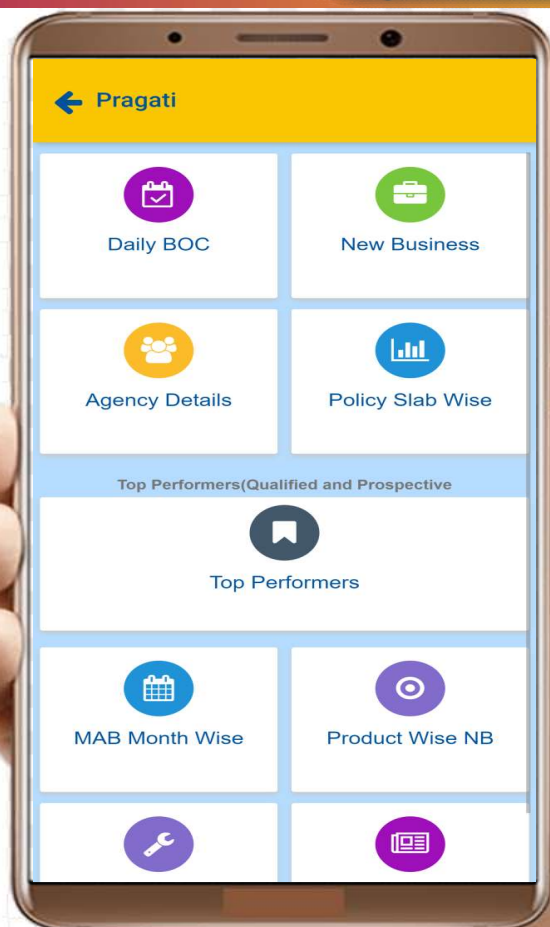 Pragati
Daily BOC
New Business
Agency Details
Policy Slab Wise
Top Performers(Qualified and Prospective
Top Performers
MAB Month Wise
Product Wise NB